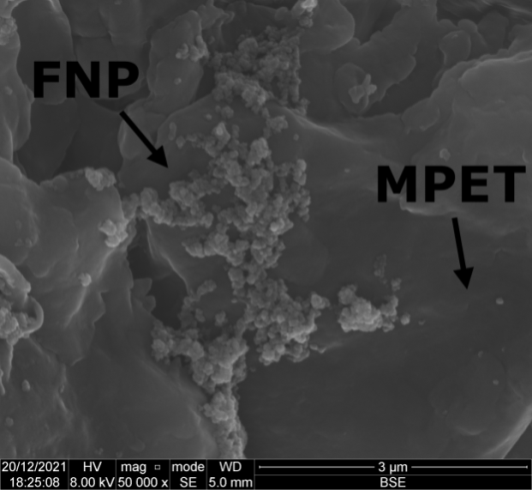 FNP
MPET
20/12/2021 HV mag □ mode WD 3 µm
18:25:08 8.00 kV 50 000 x SE 5.0 mm BSE